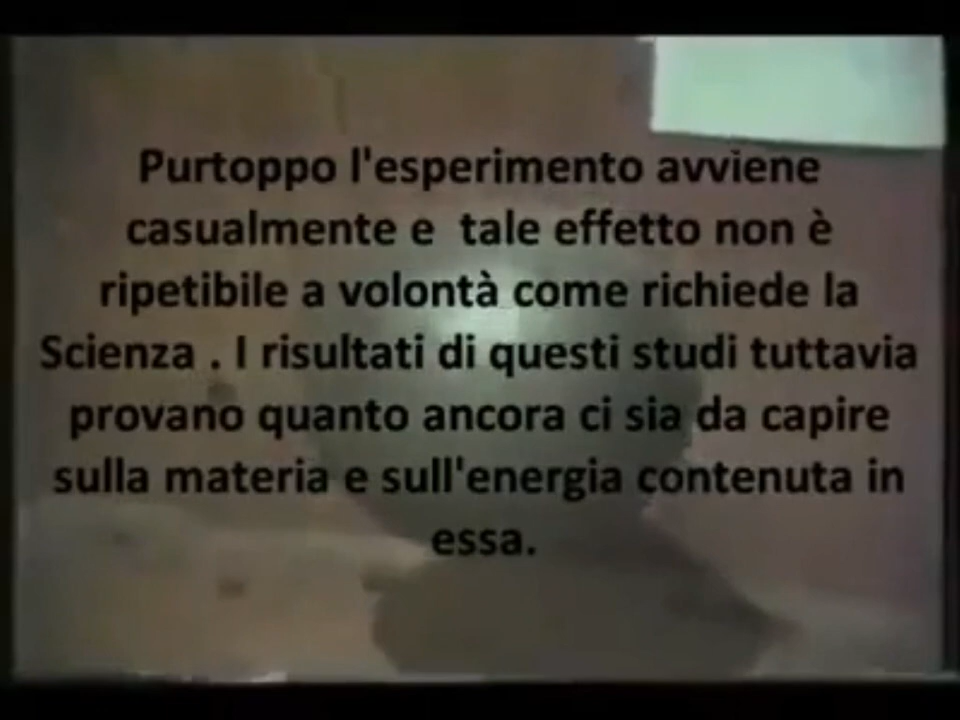 Purtoppo l'esperimento avviene
casualmente e  tale effetto non è
ripetibile a volontà come richiede la
Scienza . I risultati di questi studi tuttavia
provano quanto ancora ci sia da capire
sulla materia e sull'energia contenuta in
essa.